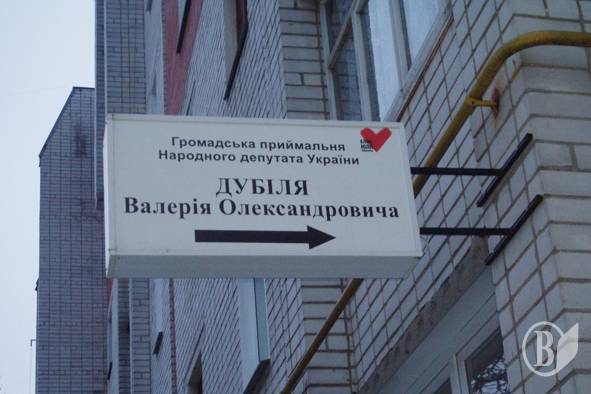 Громадська приймальня
Народного депутата України
ДУБІЛЯ
Валерія Олександровича
B